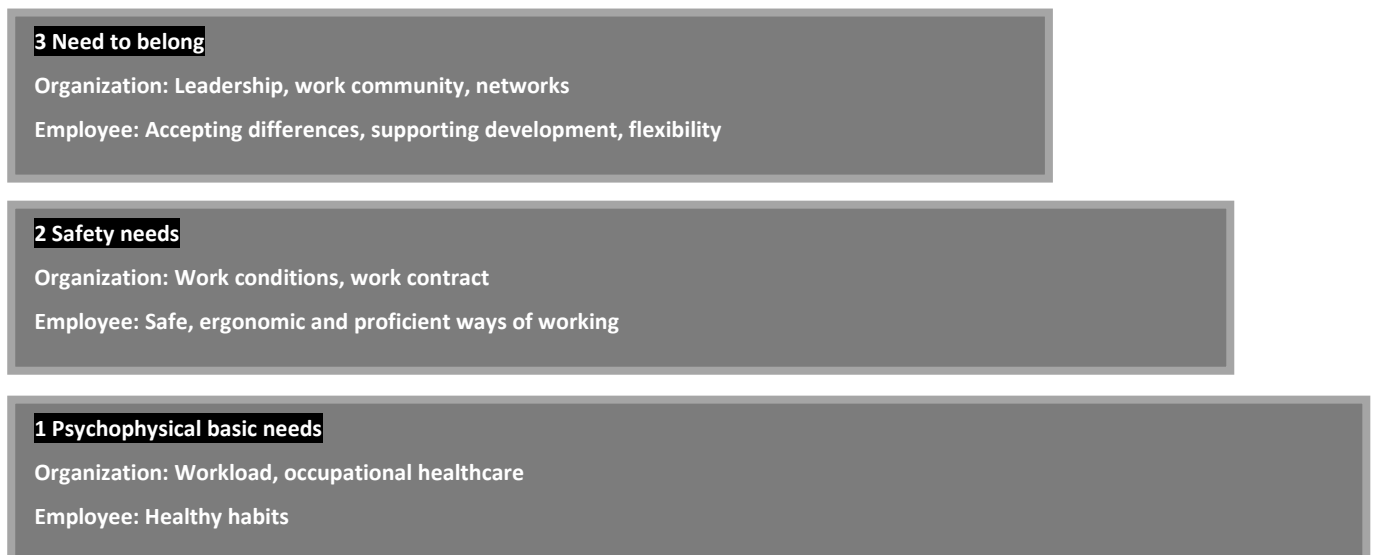 3 Need to belong
Organization: Leadership, work community, networks
Employee: Accepting differences, supporting development, flexibility
2 Safety needs
Organization: Work conditions, work contract
Employee: Safe, ergonomic and proficient ways of working
1 Psychophysical basic needs
Organization: Workload, occupational healthcare
Employee: Healthy habits